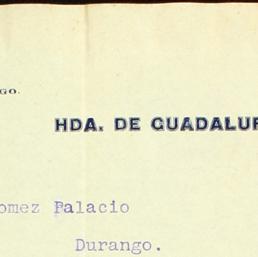 GO.
HDA. DE GUADALUP
omez Palacio
Durango.